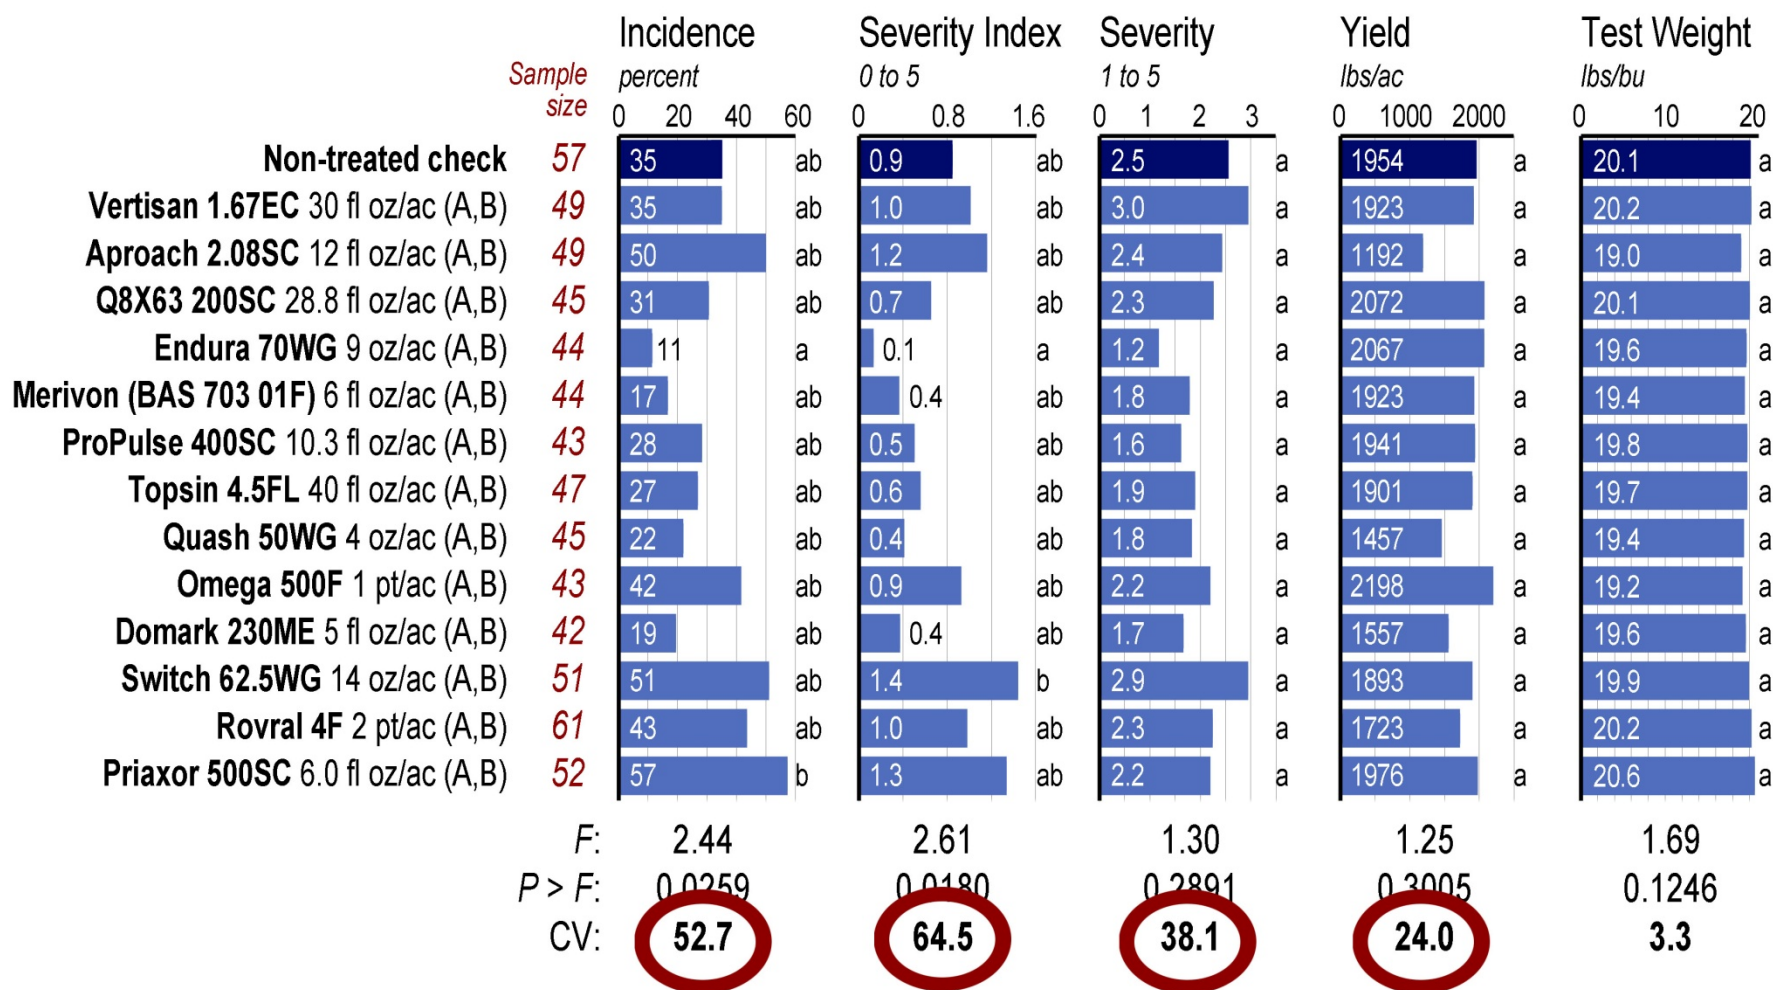 Incidence Severity Index Severity Yield Test Weight
Sample size percent 0 to 5 1 to 5 lbs/ac lbs/bu
0 20 40 60 0 0.8 1.6 0 1 2 3 0 1000 2000 0 10 20
Non-treated check 57 35 ab 0.9 ab 2.5 a 1954 a 20.1 a
Vertisan 1.67EC 30 fl oz/ac (A,B) 49 35 ab 1.0 ab 3.0 a 1923 a 20.2 a
Aproach 2.08SC 12 fl oz/ac (A,B) 49 50 ab 1.2 ab 2.4 a 1192 a 19.0 a
Q8X63 200SC 28.8 fl oz/ac (A,B) 45 31 ab 0.7 ab 2.3 a 2072 a 20.1 a
Endura 70WG 9 oz/ac (A,B) 44 11 a 0.1 a 1.2 a 2067 a 19.6 a
Merivon (BAS 703 01F) 6 fl oz/ac (A,B) 44 17 ab 0.4 ab 1.8 a 1923 a 19.4 a
ProPulse 400SC 10.3 fl oz/ac (A,B) 43 28 ab 0.5 ab 1.6 a 1941 a 19.8 a
Topsin 4.5FL 40 fl oz/ac (A,B) 47 27 ab 0.6 ab 1.9 a 1901 a 19.7 a
Quash 50WG 4 oz/ac (A,B) 45 22 ab 0.4 ab 1.8 a 1457 a 19.4 a
Omega 500F 1 pt/ac (A,B) 43 42 ab 0.9 ab 2.2 a 2198 a 19.2 a
Domark 230ME 5 fl oz/ac (A,B) 42 19 ab 0.4 ab 1.7 a 1557 a 19.6 a
Switch 62.5WG 14 oz/ac (A,B) 51 51 ab 1.4 b 2.9 a 1893 a 19.9 a
Rovral 4F 2 pt/ac (A,B) 61 43 ab 1.0 ab 2.3 a 1723 a 20.2 a
Priaxor 500SC 6.0 fl oz/ac (A,B) 52 57 b 1.3 ab 2.2 a 1976 a 20.6 a
F: 2.44 2.61 1.30 1.25 1.69
P > F: 0.0259 0.0180 0.2891 0.3005 0.1246
CV: 52.7 64.5 38.1 24.0 3.3